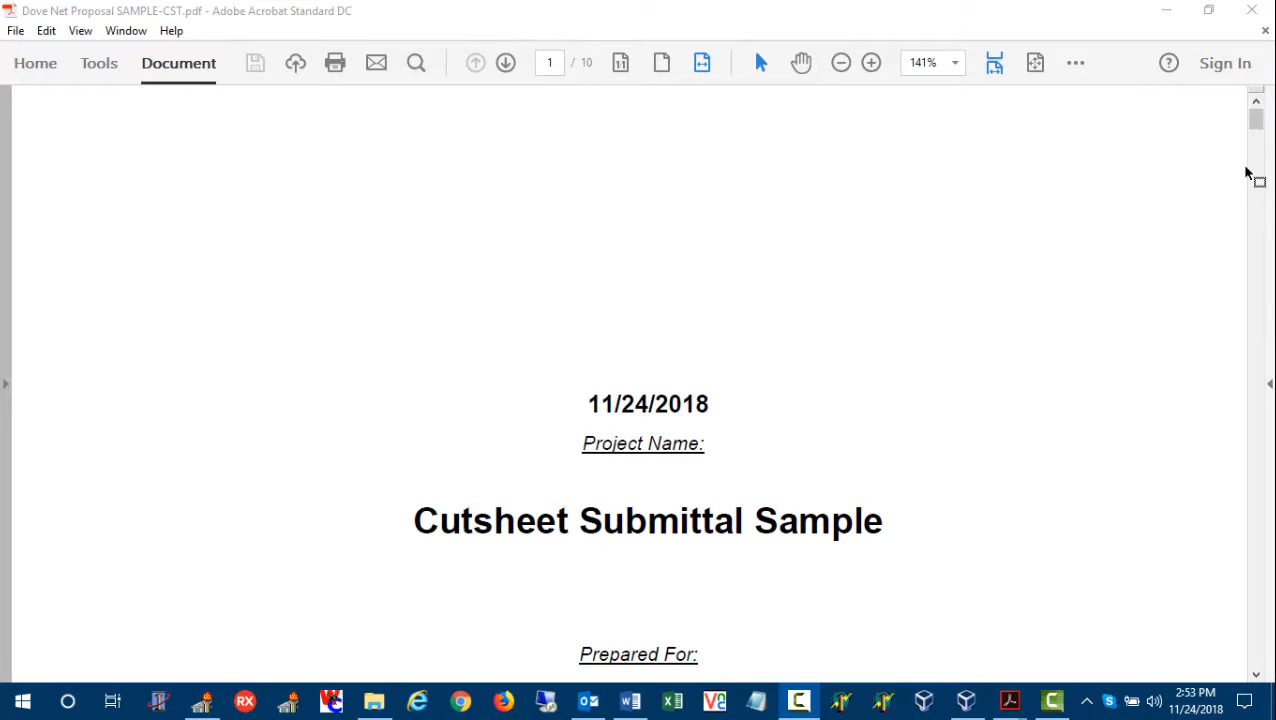 Dove Net Proposal SAMPLE-CST.pdf - Adobe Acrobat Standard DC
File Edit View Window Help
Home Tools Document 1 / 10 141% Sign In
11/24/2018
Project Name:
Cutsheet Submittal Sample
Prepared For:
2:53 PM
11/24/2018